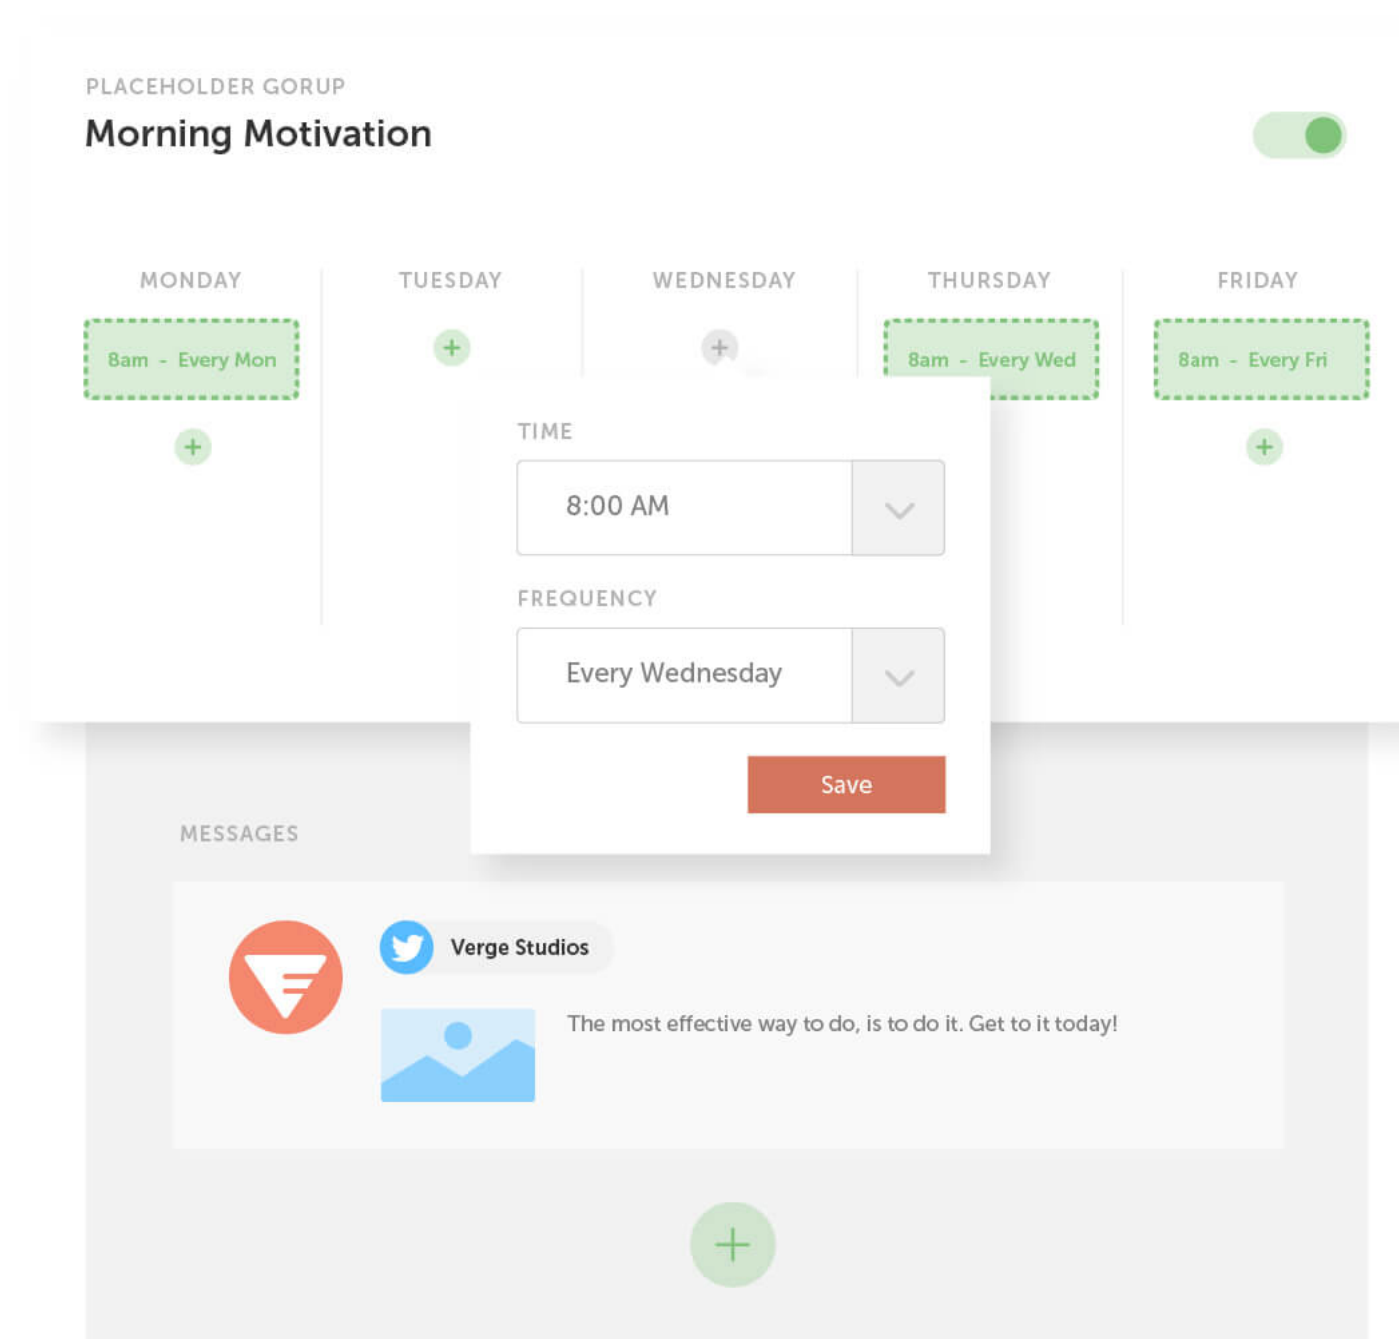 PLACEHOLDER GORUP
Morning Motivation
MONDAY
TUESDAY
WEDNESDAY
THURSDAY
FRIDAY
8am - Every Mon
8am - Every Wed
8am - Every Fri
TIME
8:00 AM
FREQUENCY
Every Wednesday
Save
MESSAGES
Verge Studios
The most effective way to do, is to do it. Get to it today!